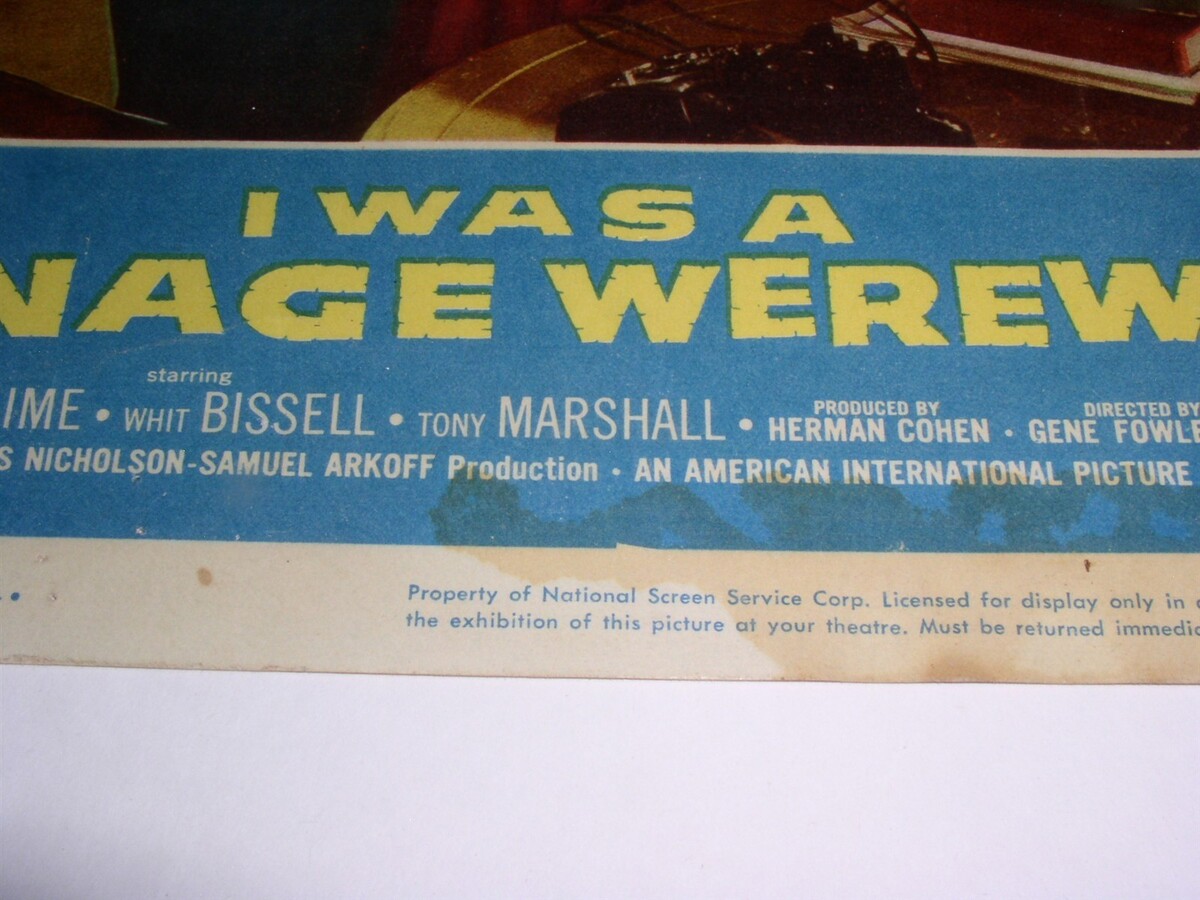 I WAS A
NAGE WEREW
starring
IME • WHIT BISSELL • TONY MARSHALL • PRODUCED BY HERMAN COHEN • DIRECTED BY GENE FOWLE
S NICHOLSON-SAMUEL ARKOFF Production • AN AMERICAN INTERNATIONAL PICTURE
Property of National Screen Service Corp. Licensed for display only in c
the exhibition of this picture at your theatre. Must be returned immedic